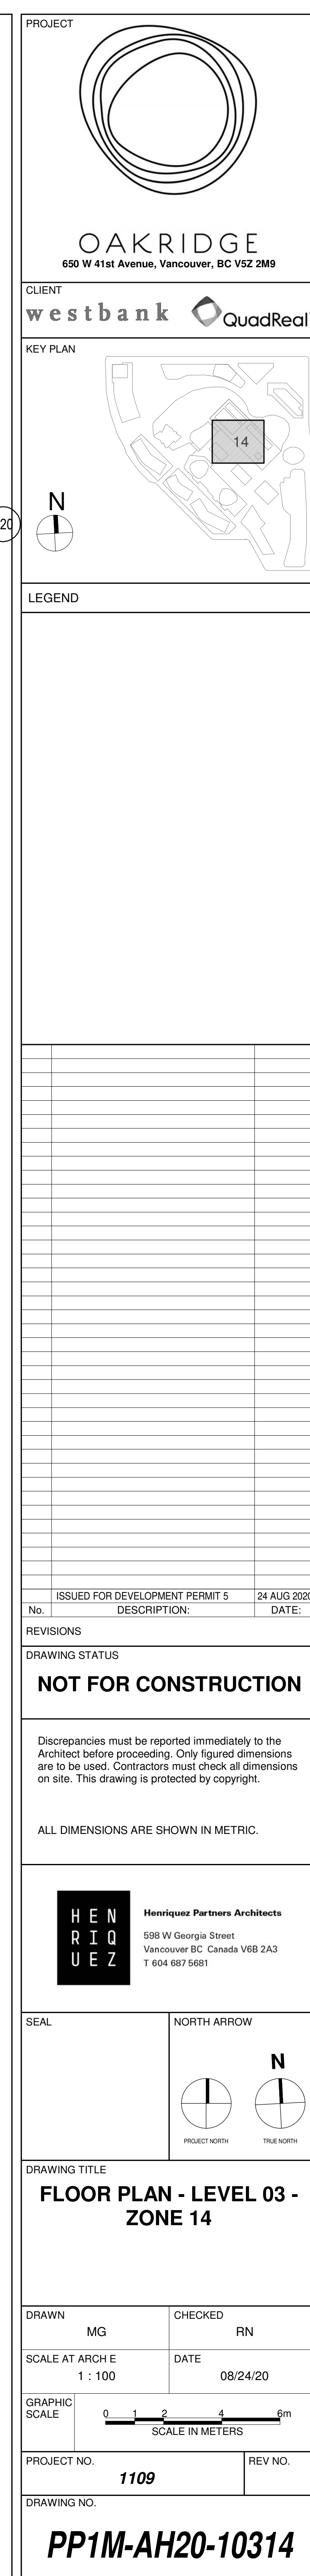 PROJECT
OAKRIDGE
650 W 41st Avenue, Vancouver, BC V5Z 2M9
CLIENT
westbank QuadReal
KEY PLAN
14
N
20
LEGEND
ISSUED FOR DEVELOPMENT PERMIT 5 24 AUG 2020
No. DESCRIPTION: DATE:
REVISIONS
DRAWING STATUS
NOT FOR CONSTRUCTION
Discrepancies must be reported immediately to the
Architect before proceeding. Only figured dimensions
are to be used. Contractors must check all dimensions
on site. This drawing is protected by copyright.
ALL DIMENSIONS ARE SHOWN IN METRIC.
HEN
RIQ
UEZ
Henriquez Partners Architects
598 W Georgia Street
Vancouver BC Canada V6B 2A3
T 604 687 5681
SEAL
NORTH ARROW
N
PROJECT NORTH TRUE NORTH
DRAWING TITLE
FLOOR PLAN - LEVEL 03 -
ZONE 14
DRAWN CHECKED
MG RN
SCALE AT ARCH E DATE
1 : 100 08/24/20
GRAPHIC
SCALE
0 1 2 4 6m
SCALE IN METERS
PROJECT NO. REV NO.
1109
DRAWING NO.
PP1M-AH20-10314